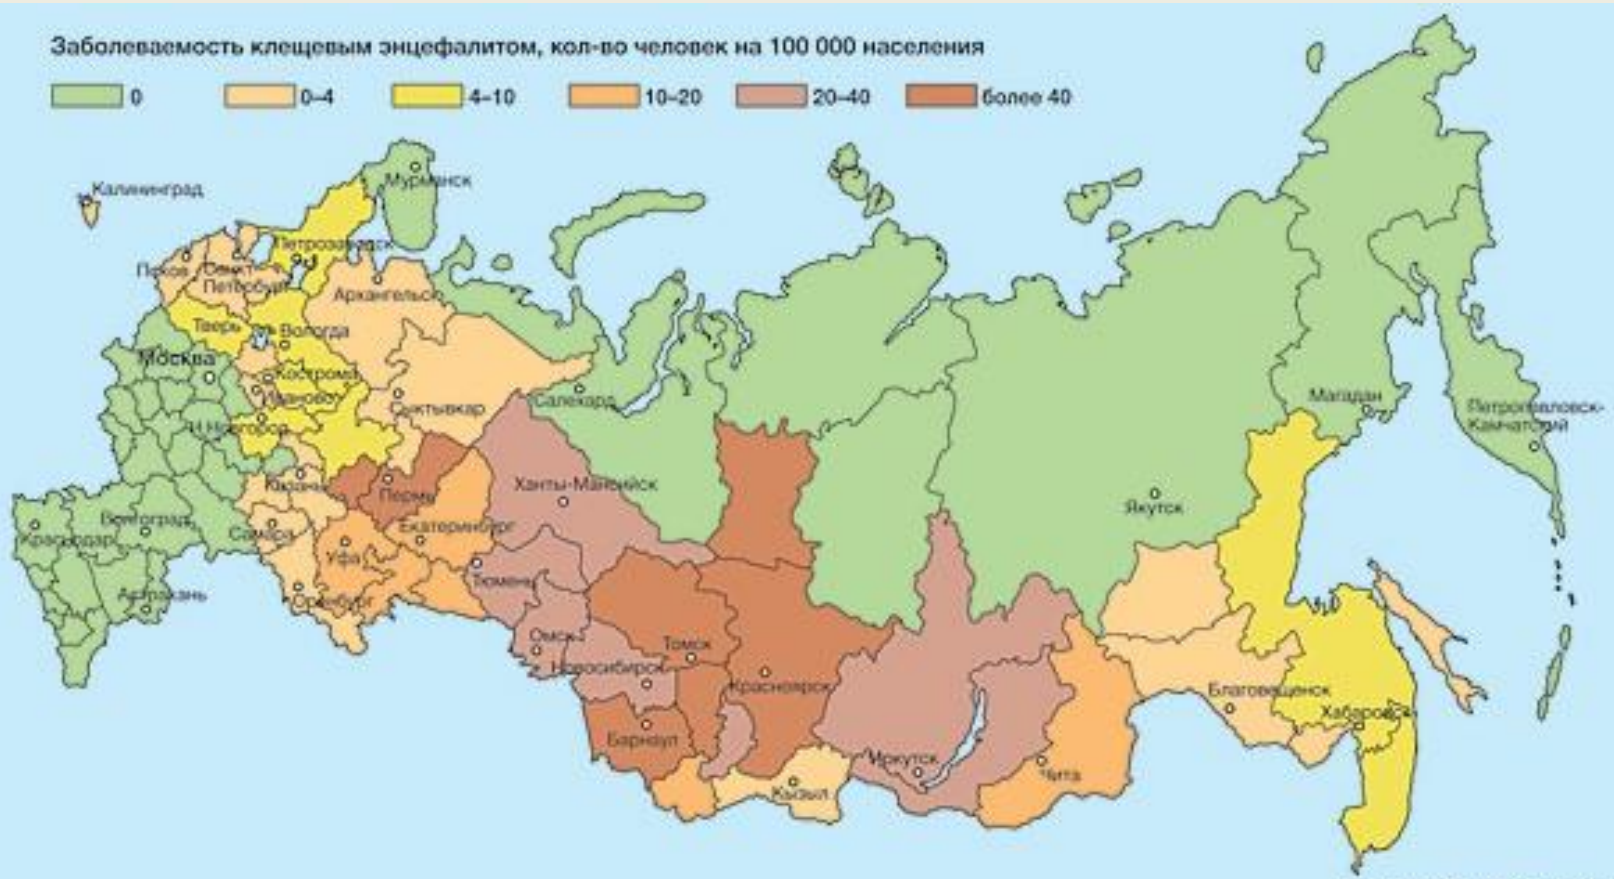 Заболеваемость клещевым энцефалитом, кол-во человек на 100 000 населения
0
0–4
4–10
10–20
20–40
более 40
Мурманск
Калининград
Петрозаводск
Псков
Санкт-
Петербург
Архангельск
Тверь
Вологда
Москва
Кострома
Иваново
Сыктывкар
Салехард
Магадан
Петропавловск-
Камчатский
Н.Новгород
Казань
Пермь
Ханты-Мансийск
Якутск
Волгоград
Краснодар
Самара
Екатеринбург
Уфа
Тюмень
Астрахань
Оренбург
Омск
Томск
Новосибирск
Красноярск
Благовещенск
Хабаровск
Барнаул
Иркутск
Чита
Кызыл